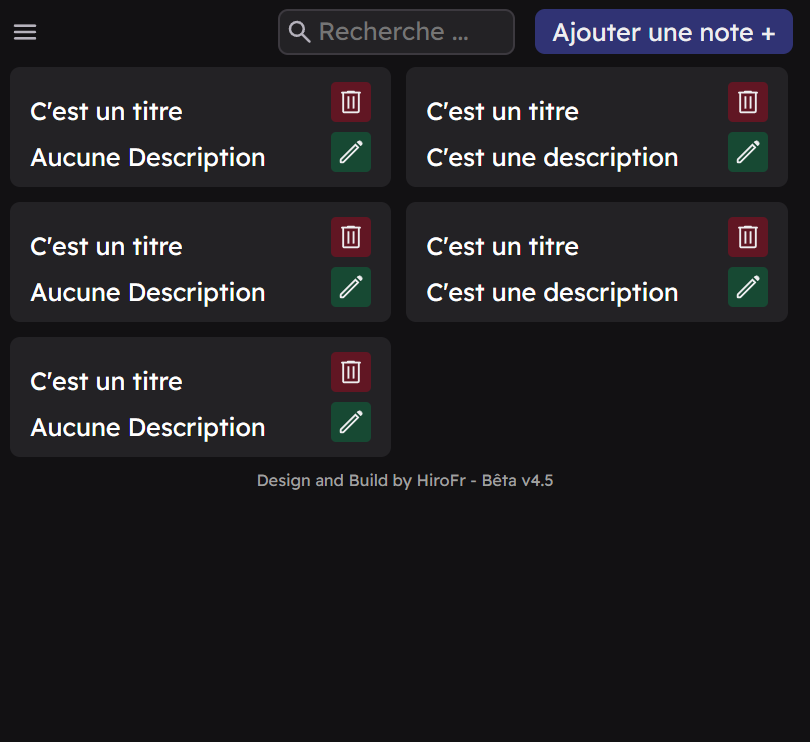 Recherche ...
Ajouter une note +
C'est un titre
Aucune Description
C'est un titre
C'est une description
C'est un titre
Aucune Description
C'est un titre
C'est une description
C'est un titre
Aucune Description
Design and Build by HiroFr - Bêta v4.5